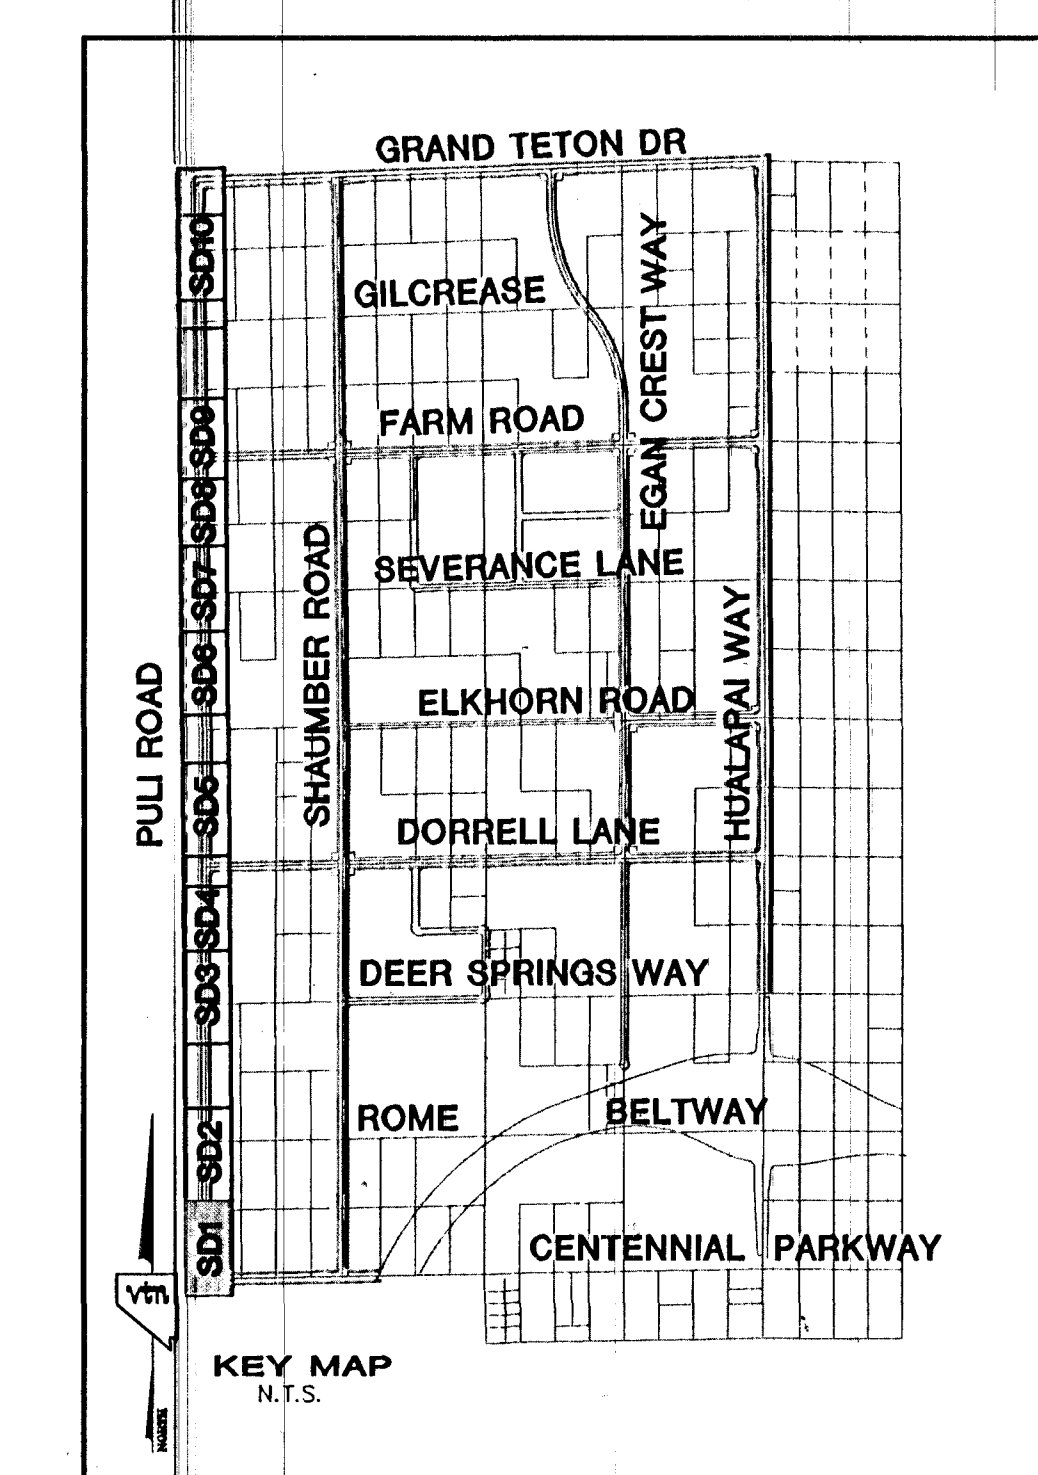 GRAND TETON DR
SD10
GILCREASE
EGAN CREST WAY
FARM ROAD
SD9
SD8
SEVERANCE LANE
SHAUMBER ROAD
SD7
HUALAPAI WAY
SD6
ELKHORN ROAD
PULI ROAD
SD5
DORRELL LANE
SD4
DEER SPRINGS WAY
SD3
ROME
BELTWAY
SD2
SD1
CENTENNIAL PARKWAY
vtn
KEY MAP
N.T.S.
NORTH